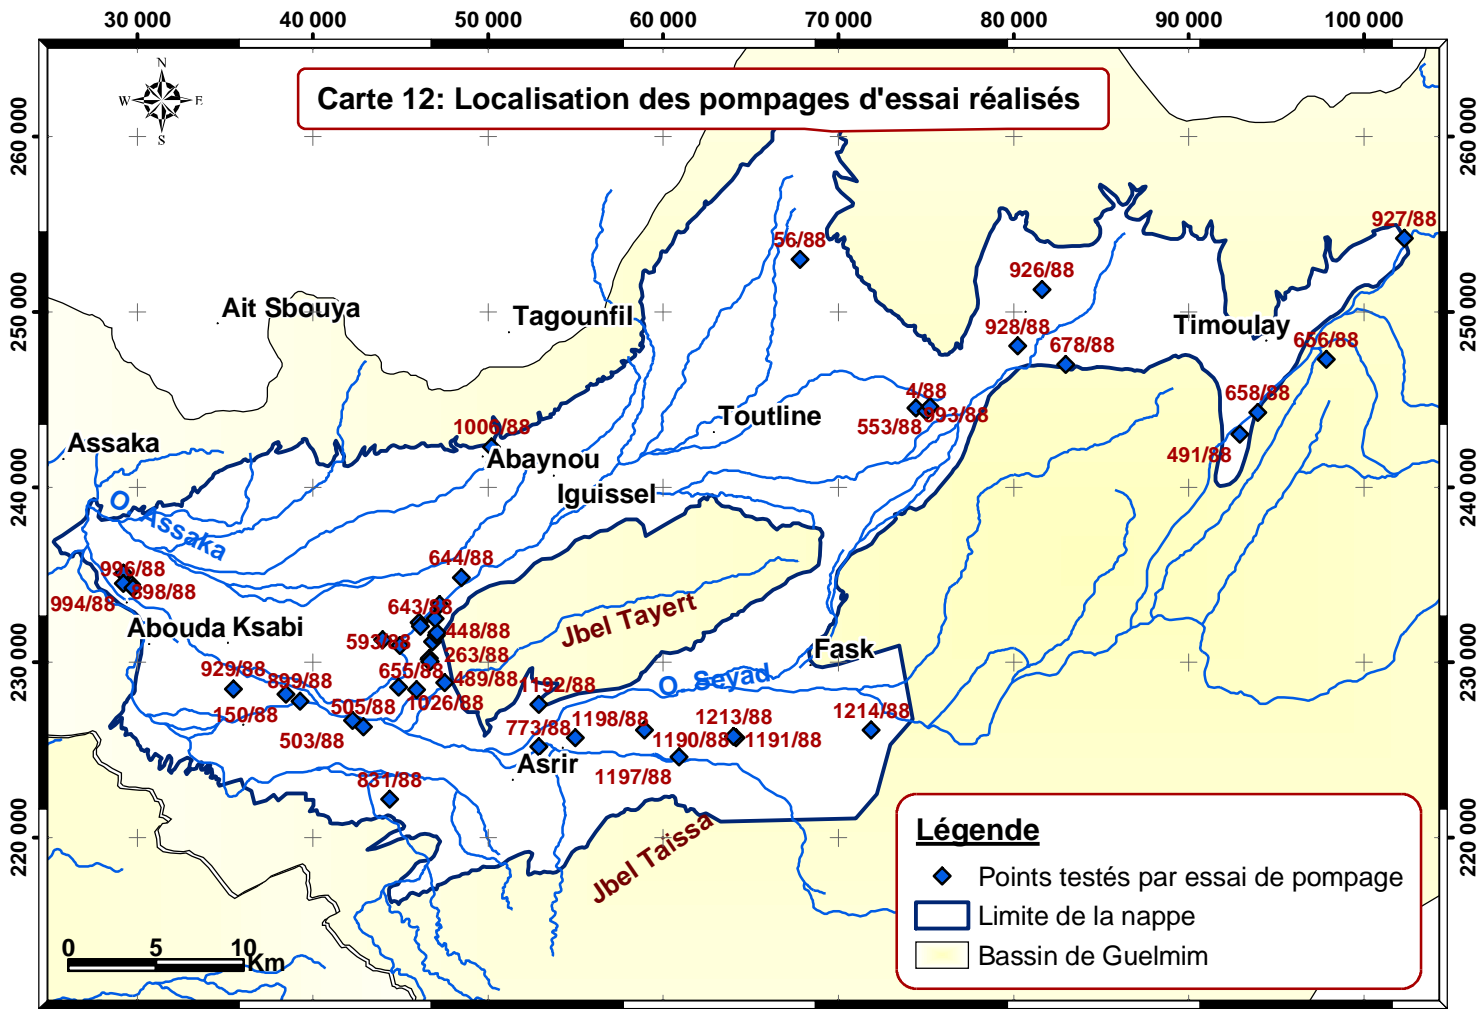 30 000 40 000 50 000 60 000 70 000 80 000 90 000 100 000
Carte 12: Localisation des pompages d'essai réalisés
N
W E
S
260 000 260 000
250 000 250 000
240 000 240 000
230 000 230 000
220 000 220 000
927/88
56/88
926/88
Ait Sbouya
Tagounfil
928/88
Timoulay
678/88
656/88
4/88
658/88
553/88
993/88
Toutline
1000/88
Assaka
491/88
Abaynou
Iguissel
O. Assaka
644/88
996/88
994/88
898/88
643/88
Jbel Tayert
Abouda
Ksabi
593/88
448/88
263/88
Fask
929/88
899/88
655/88
489/88
O. Seyad
1192/88
1026/88
150/88
505/88
503/88
773/88
1198/88
1213/88
1214/88
1190/88
1191/88
Asrir
1197/88
831/88
Jbel Taissa
Légende
Points testés par essai de pompage
Limite de la nappe
Bassin de Guelmim
0 5 10
Km